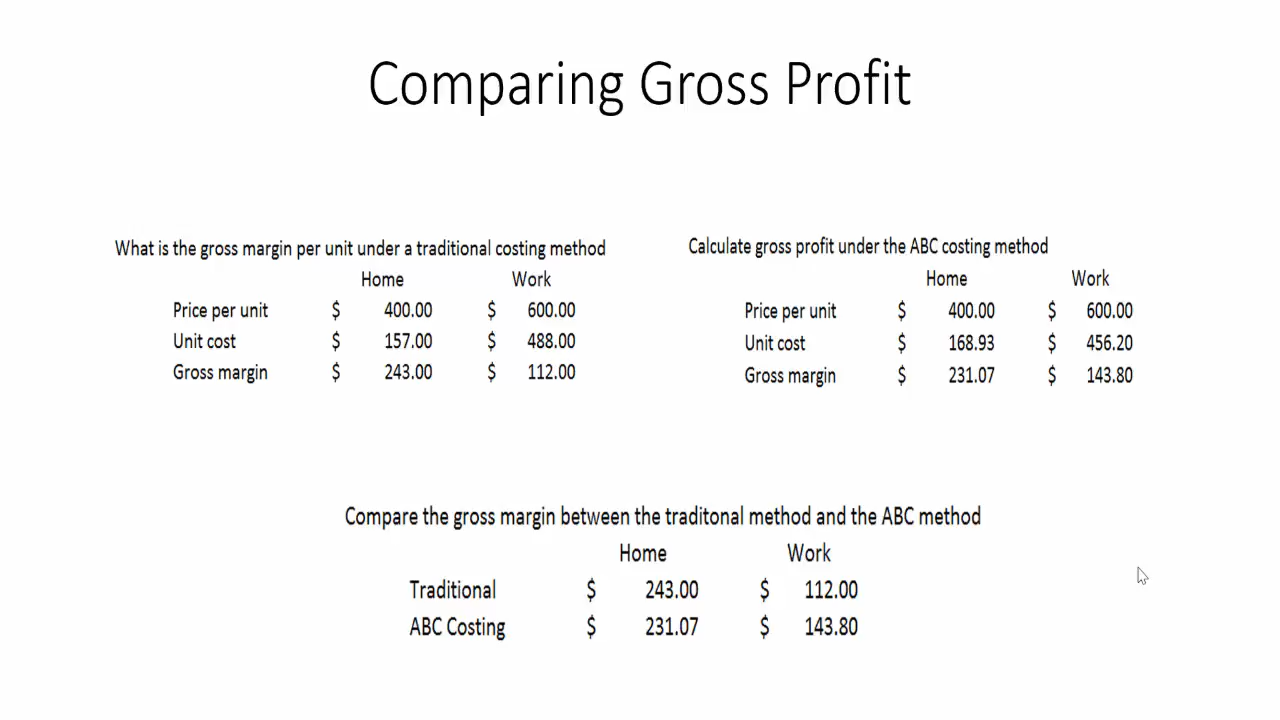 Comparing Gross Profit
What is the gross margin per unit under a traditional costing method
Home Work
Price per unit $ 400.00 $ 600.00
Unit cost $ 157.00 $ 488.00
Gross margin $ 243.00 $ 112.00
Calculate gross profit under the ABC costing method
Home Work
Price per unit $ 400.00 $ 600.00
Unit cost $ 168.93 $ 456.20
Gross margin $ 231.07 $ 143.80
Compare the gross margin between the traditonal method and the ABC method
Home Work
Traditional $ 243.00 $ 112.00
ABC Costing $ 231.07 $ 143.80